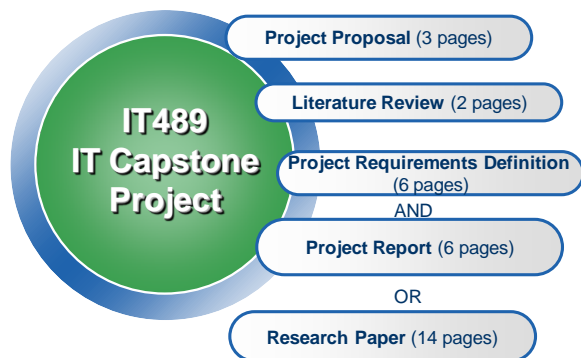 Project Proposal (3 pages)
Literature Review (2 pages)
IT489
IT Capstone
Project
Project Requirements Definition
(6 pages)
AND
Project Report (6 pages)
OR
Research Paper (14 pages)